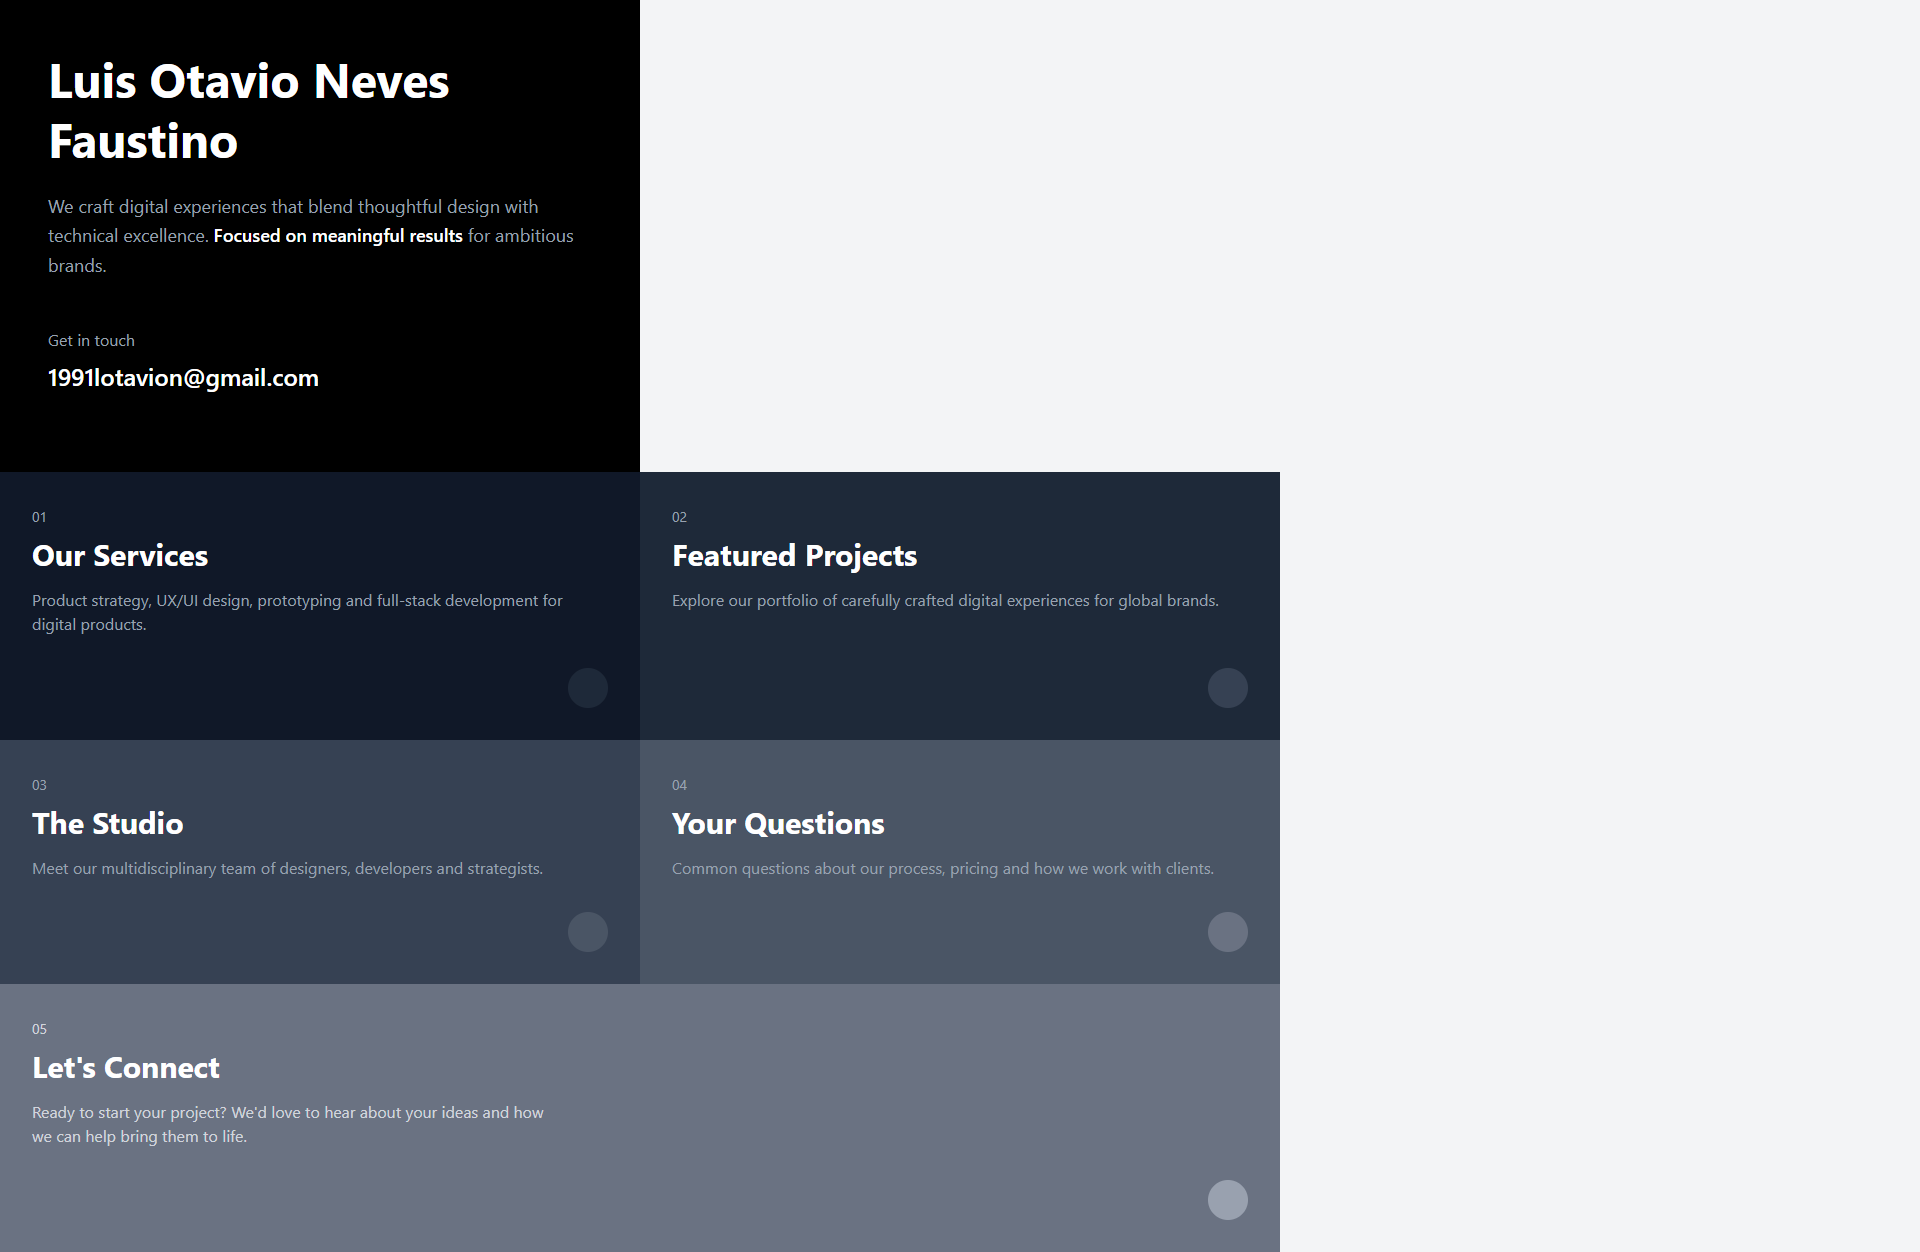 Luis Otavio Neves
Faustino
We craft digital experiences that blend thoughtful design with
technical excellence. Focused on meaningful results for ambitious
brands.
Get in touch
1991lotavion@gmail.com
01
Our Services
Product strategy, UX/UI design, prototyping and full-stack development for
digital products.
02
Featured Projects
Explore our portfolio of carefully crafted digital experiences for global brands.
03
The Studio
Meet our multidisciplinary team of designers, developers and strategists.
04
Your Questions
Common questions about our process, pricing and how we work with clients.
05
Let's Connect
Ready to start your project? We'd love to hear about your ideas and how
we can help bring them to life.